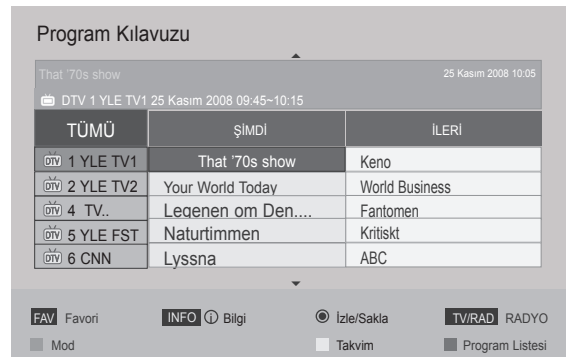 Program Kılavuzu
That '70s show 25 Kasım 2008 10:05
DTV 1 YLE TV1 25 Kasım 2008 09:45~10:15
TÜMÜ ŞİMDİ İLERİ
DTV 1 YLE TV1 That '70s show Keno
DTV 2 YLE TV2 Your World Today World Business
DTV 4 TV.. Legenen om Den.... Fantomen
DTV 5 YLE FST Naturtimmen Kritiskt
DTV 6 CNN Lyssna ABC
FAV Favori INFO i Bilgi İzle/Sakla TV/RAD RADYO
Mod Takvim Program Listesi